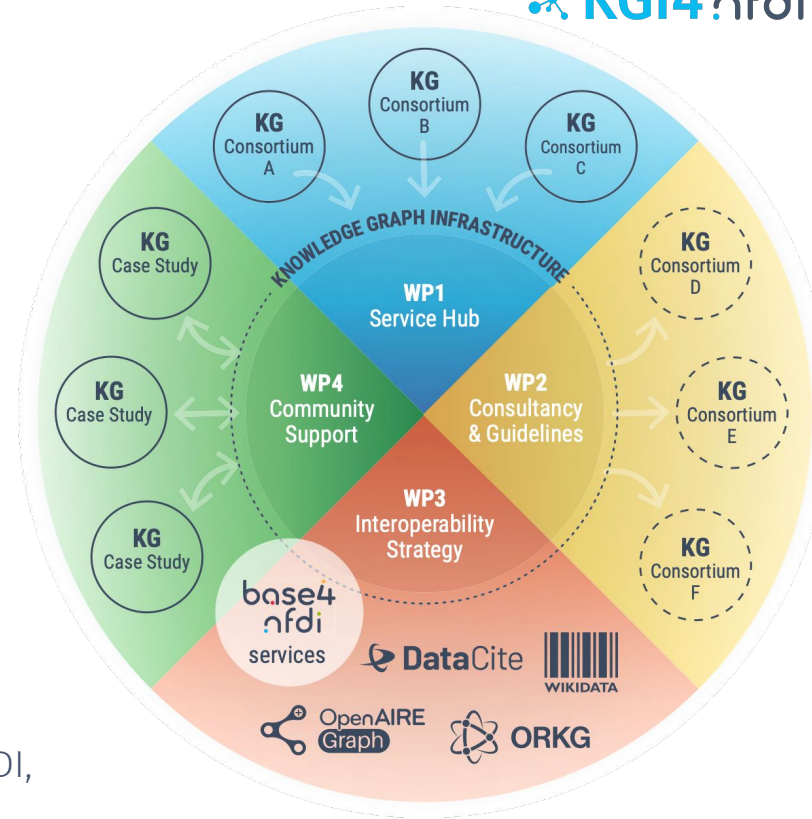 KGI4nfdi
KG
Consortium
A
KG
Consortium
B
KG
Consortium
C
KNOWLEDGE GRAPH INFRASTRUCTURE
KG
Case Study
KG
Case Study
KG
Case Study
WP1
Service Hub
WP4
Community
Support
WP2
Consultancy
& Guidelines
WP3
Interoperability
Strategy
KG
Consortium
D
KG
Consortium
E
KG
Consortium
F
base4
nfdi
services
DataCite
WIKIDATA
OpenAIRE
Graph
ORKG
DI,